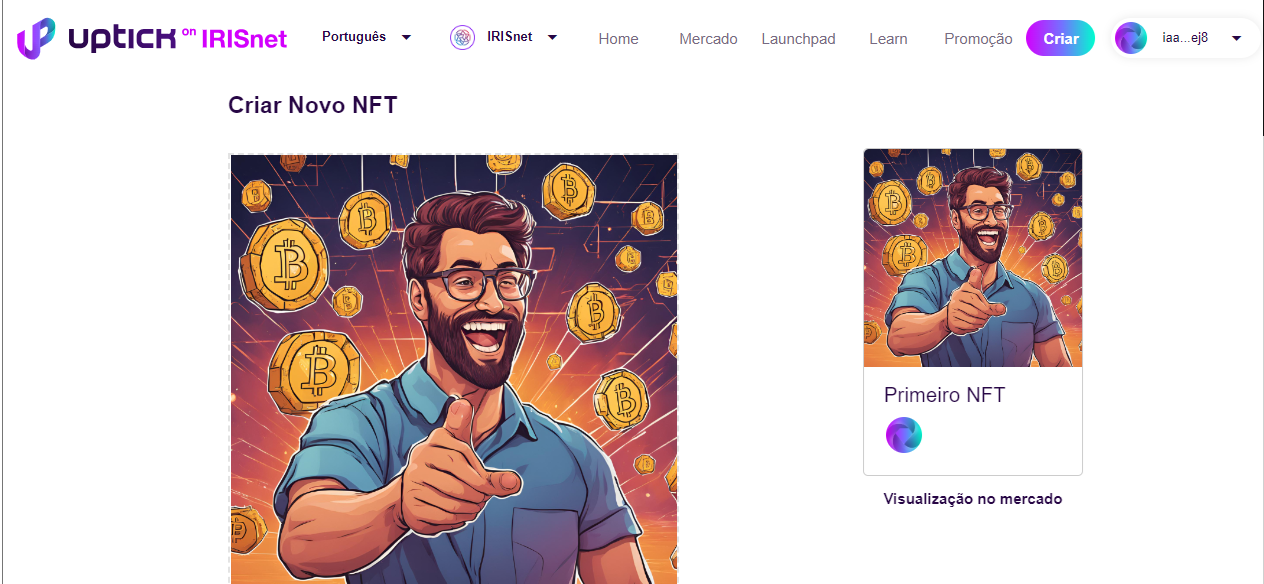 uptick on IRISnet
Português
IRISnet
Home
Mercado
Launchpad
Learn
Promoção
Criar
iaa...ej8
Criar Novo NFT
Primeiro NFT
Visualização no mercado